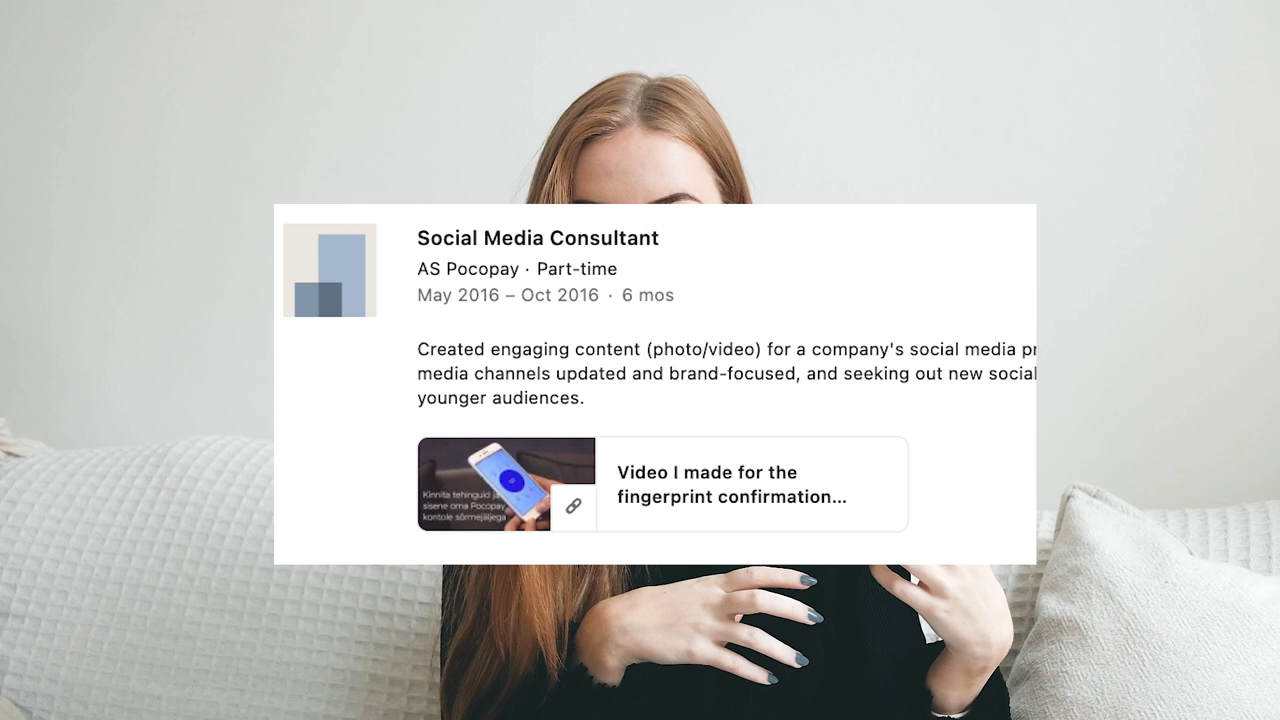 Social Media Consultant
AS Pocopay · Part-time
May 2016 – Oct 2016 · 6 mos
Created engaging content (photo/video) for a company's social media
media channels updated and brand-focused, and seeking out new social
younger audiences.
Kinnita tehinguid ja
sisene oma Pocopay
kontole sõrmejäljega
Video I made for the
fingerprint confirmation...